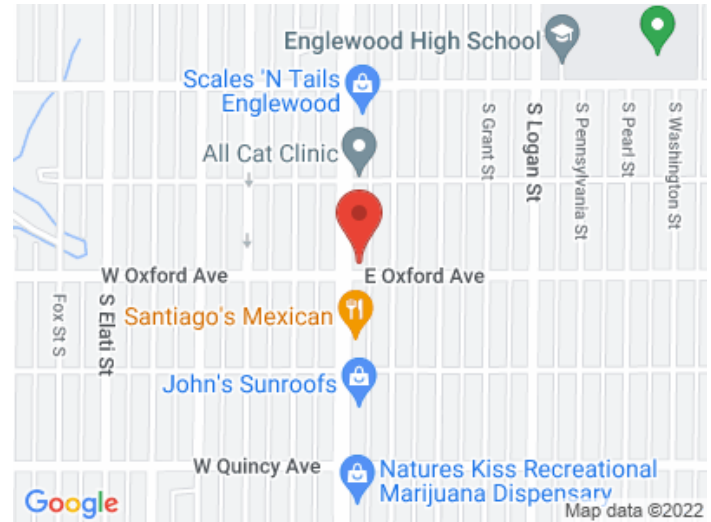 Englewood High School
Scales 'N Tails
Englewood
All Cat Clinic
S Grant St
S Logan St
S Pennsylvania St
S Pearl St
S Washington St
W Oxford Ave
E Oxford Ave
Fox St S
S Elati St
Santiago's Mexican
John's Sunroofs
W Quincy Ave
Natures Kiss Recreational
Marijuana Dispensary
Google
Map data ©2022